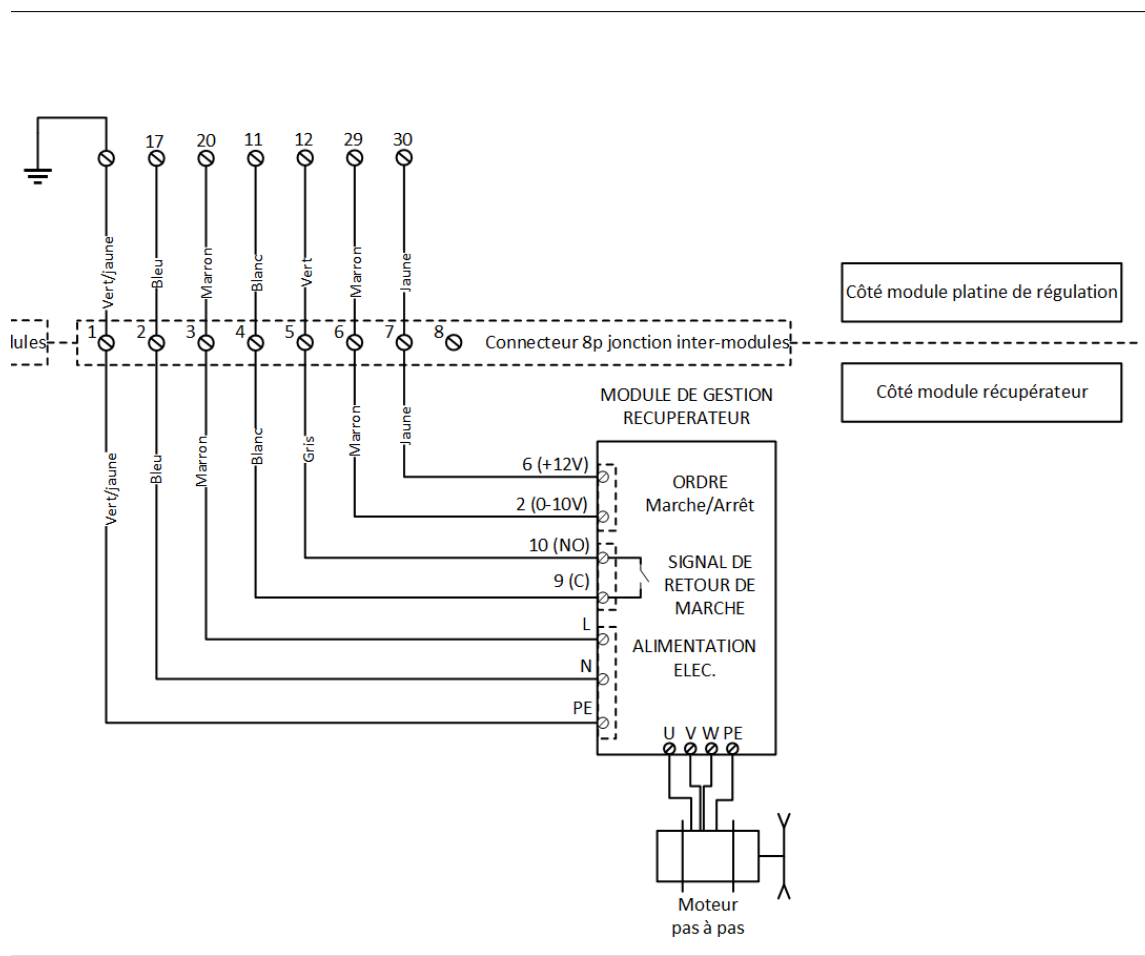 17 20 11 12 29 30
Vert/jaune
Bleu
Marron
Blanc
Vert
Marron
Jaune
Côté module platine de régulation
dules
1 2 3 4 5 6 7 8
Connecteur 8p jonction inter-modules
Côté module récupérateur
MODULE DE GESTION
RECUPERATEUR
Vert/jaune
Bleu
Marron
Blanc
Gris
Marron
Jaune
6 (+12V)
ORDRE
Marche/Arrêt
2 (0-10V)
10 (NO)
SIGNAL DE
RETOUR DE
MARCHE
9 (C)
L
ALIMENTATION
ELEC.
N
PE
U V W PE
Moteur
pas à pas